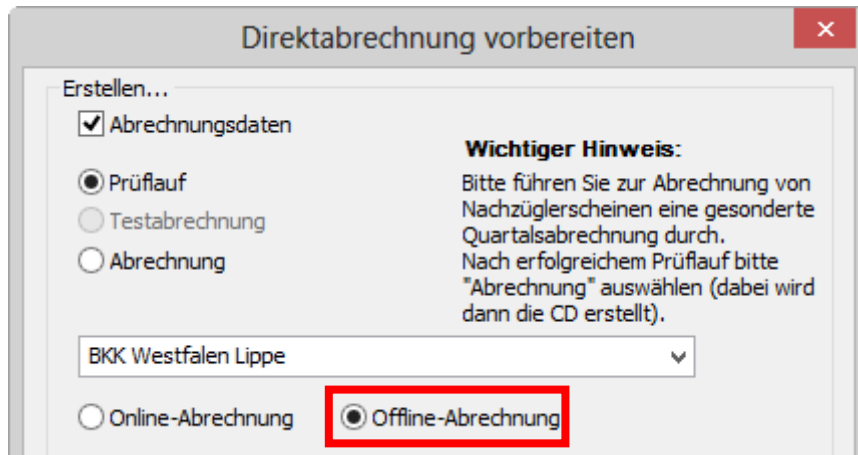 Direktabrechnung vorbereiten
Erstellen...
Abrechnungsdaten
Wichtiger Hinweis:
Prüflauf
Testabrechnung
Abrechnung
Bitte führen Sie zur Abrechnung von
Nachzüglerscheinen eine gesonderte
Quartalsabrechnung durch.
Nach erfolgreichem Prüflauf bitte
"Abrechnung" auswählen (dabei wird
dann die CD erstellt).
BKK Westfalen Lippe
Online-Abrechnung
Offline-Abrechnung